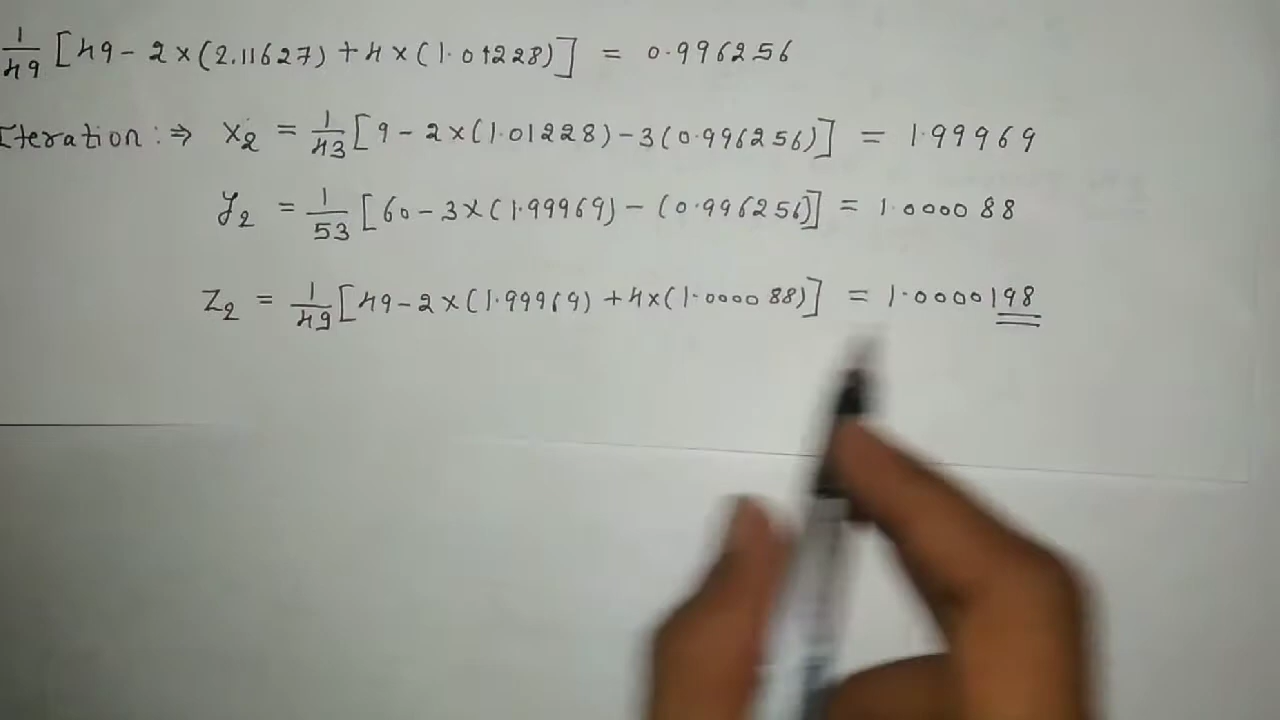 1/49 [49 - 2 × (2.11627) + 4 × (1.01228)] = 0.996256
Iteration :⇒ x₂ = 1/43 [9 - 2 × (1.01228) - 3(0.996256)] = 1.99969
y₂ = 1/53 [60 - 3 × (1.99969) - (0.996256)] = 1.000088
z₂ = 1/49 [49 - 2 × (1.99969) + 4 × (1.000088)] = 1.0000198